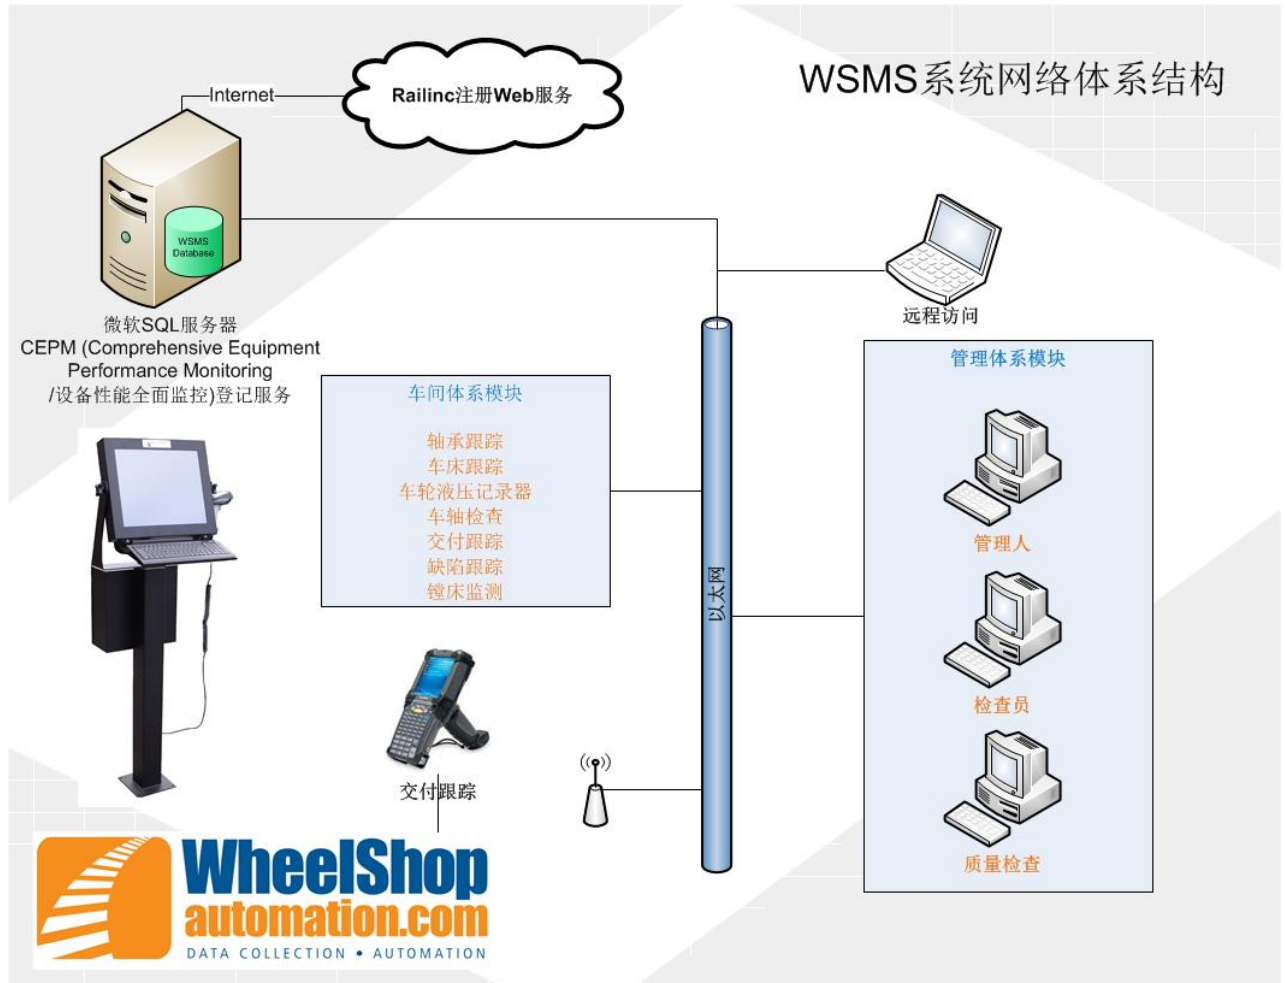 WSMS系统网络体系结构
Internet
Railinc注册Web服务
WSMS
Database
微软SQL服务器
CEPM (Comprehensive Equipment
Performance Monitoring
/设备性能全面监控)登记服务
远程访问
车间体系模块
轴承跟踪
车床跟踪
车轮液压记录器
车轴检查
交付跟踪
缺陷跟踪
镗床监测
以太网
管理体系模块
管理人
检查员
质量检查
交付跟踪
WheelShop
automation.com
DATA COLLECTION • AUTOMATION